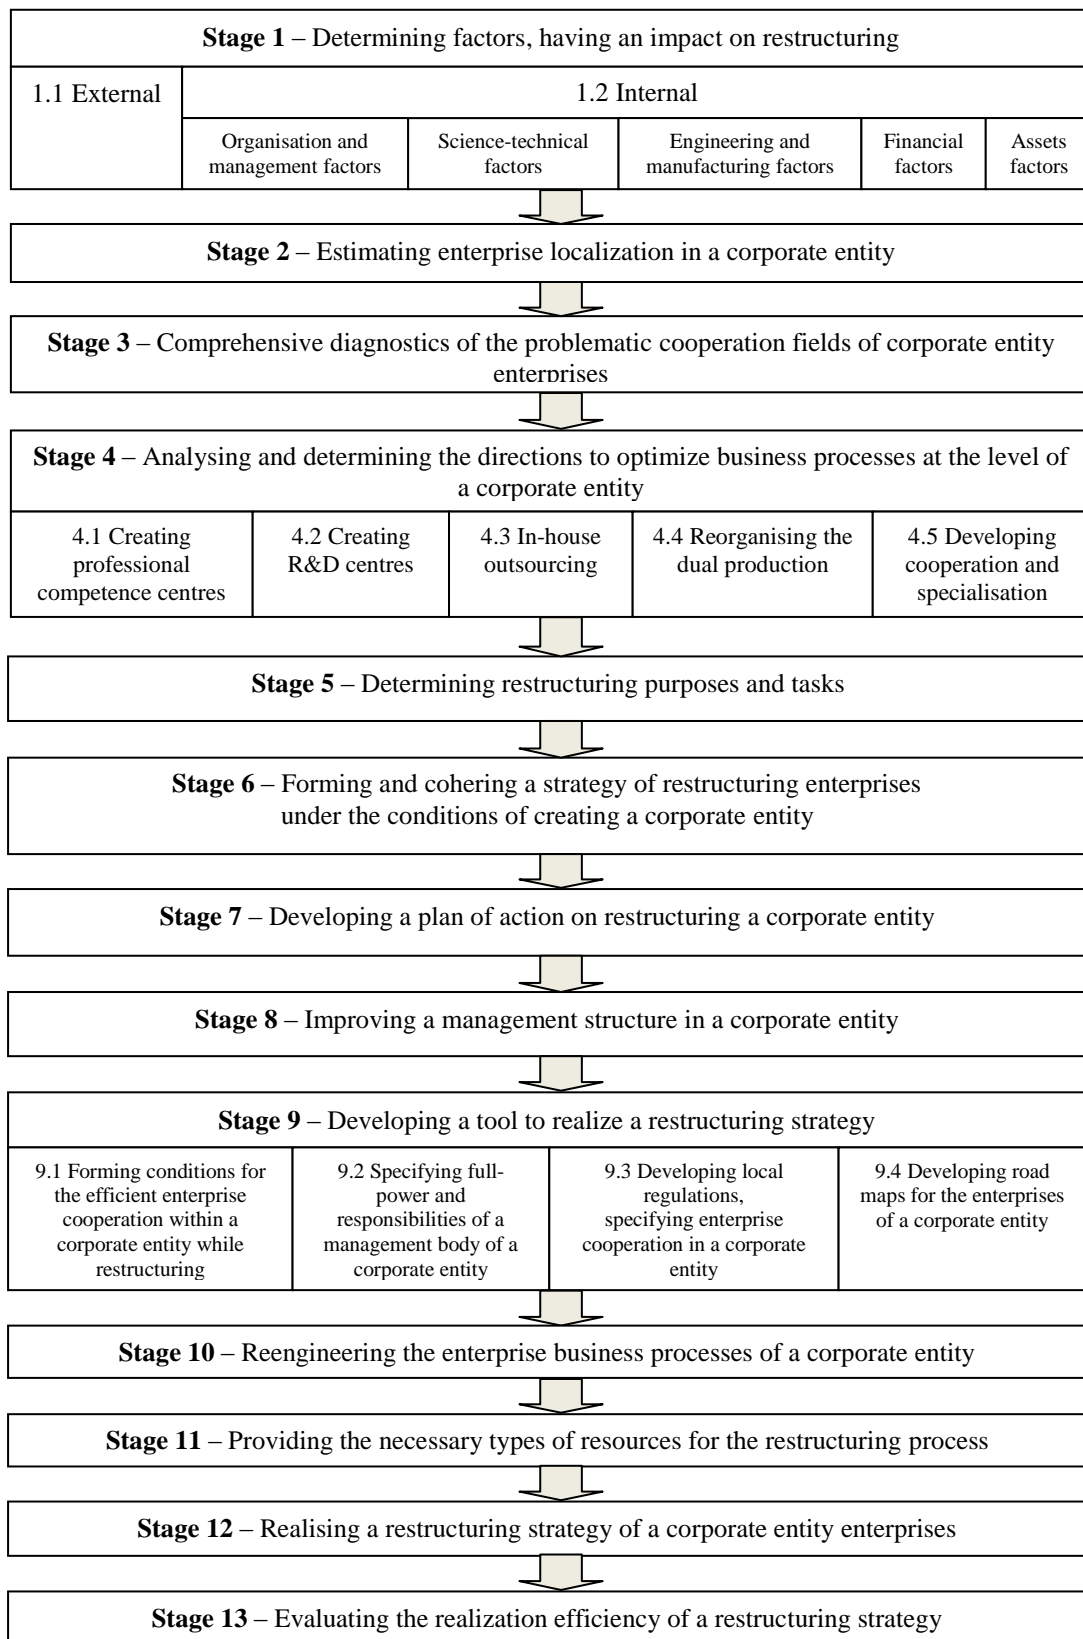 Stage 1 – Determining factors, having an impact on restructuring
1.1 External
1.2 Internal
Organisation and
management factors
Science-technical
factors
Engineering and
manufacturing factors
Financial
factors
Assets
factors
Stage 2 – Estimating enterprise localization in a corporate entity
Stage 3 – Comprehensive diagnostics of the problematic cooperation fields of corporate entity
enterprises
Stage 4 – Analysing and determining the directions to optimize business processes at the level of
a corporate entity
4.1 Creating
professional
competence centres
4.2 Creating
R&D centres
4.3 In-house
outsourcing
4.4 Reorganising the
dual production
4.5 Developing
cooperation and
specialisation
Stage 5 – Determining restructuring purposes and tasks
Stage 6 – Forming and cohering a strategy of restructuring enterprises
under the conditions of creating a corporate entity
Stage 7 – Developing a plan of action on restructuring a corporate entity
Stage 8 – Improving a management structure in a corporate entity
Stage 9 – Developing a tool to realize a restructuring strategy
9.1 Forming conditions for
the efficient enterprise
cooperation within a
corporate entity while
restructuring
9.2 Specifying full-
power and
responsibilities of a
management body of a
corporate entity
9.3 Developing local
regulations,
specifying enterprise
cooperation in a corporate
entity
9.4 Developing road
maps for the enterprises
of a corporate entity
Stage 10 – Reengineering the enterprise business processes of a corporate entity
Stage 11 – Providing the necessary types of resources for the restructuring process
Stage 12 – Realising a restructuring strategy of a corporate entity enterprises
Stage 13 – Evaluating the realization efficiency of a restructuring strategy